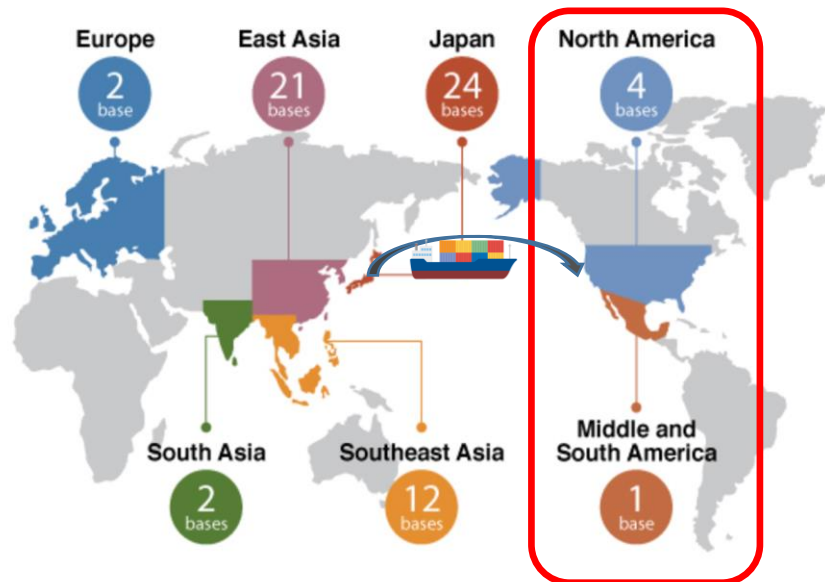 Europe
2
base
East Asia
21
bases
Japan
24
bases
North America
4
bases
South Asia
2
bases
Southeast Asia
12
bases
Middle and
South America
1
base